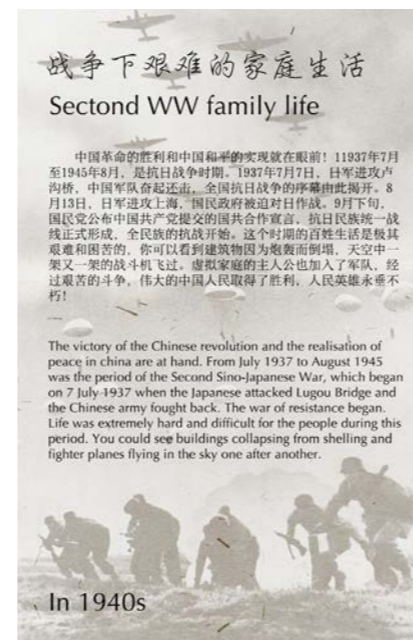 战争下艰难的家庭生活
Sectond WW family life
中国革命的胜利和中国和平的实现就在眼前！11937年7月
至1945年8月，是抗日战争时期。1937年7月7日，日军进攻卢
沟桥，中国军队奋起还击，全国抗日战争的序幕由此揭开。8
月13日，日军进攻上海，国民政府被迫对日作战。9月下旬，
国民党公布中国共产党提交的国共合作宣言，抗日民族统一战
线正式形成，全民族的抗战开始。这个时期的百姓生活是极其
艰难和困苦的，你可以看到建筑物因为炮轰而倒塌，天空中一
架又一架的战斗机飞过。虚拟家庭的主人公也加入了军队，经
过艰苦的斗争，伟大的中国人民取得了胜利，人民英雄永垂不
朽！
The victory of the Chinese revolution and the realisation of
peace in china are at hand. From July 1937 to August 1945
was the period of the Second Sino-Japanese War, which began
on 7 July 1937 when the Japanese attacked Lugou Bridge and
the Chinese army fought back. The war of resistance began.
Life was extremely hard and difficult for the people during this
period. You could see buildings collapsing from shelling and
fighter planes flying in the sky one after another.
In 1940s